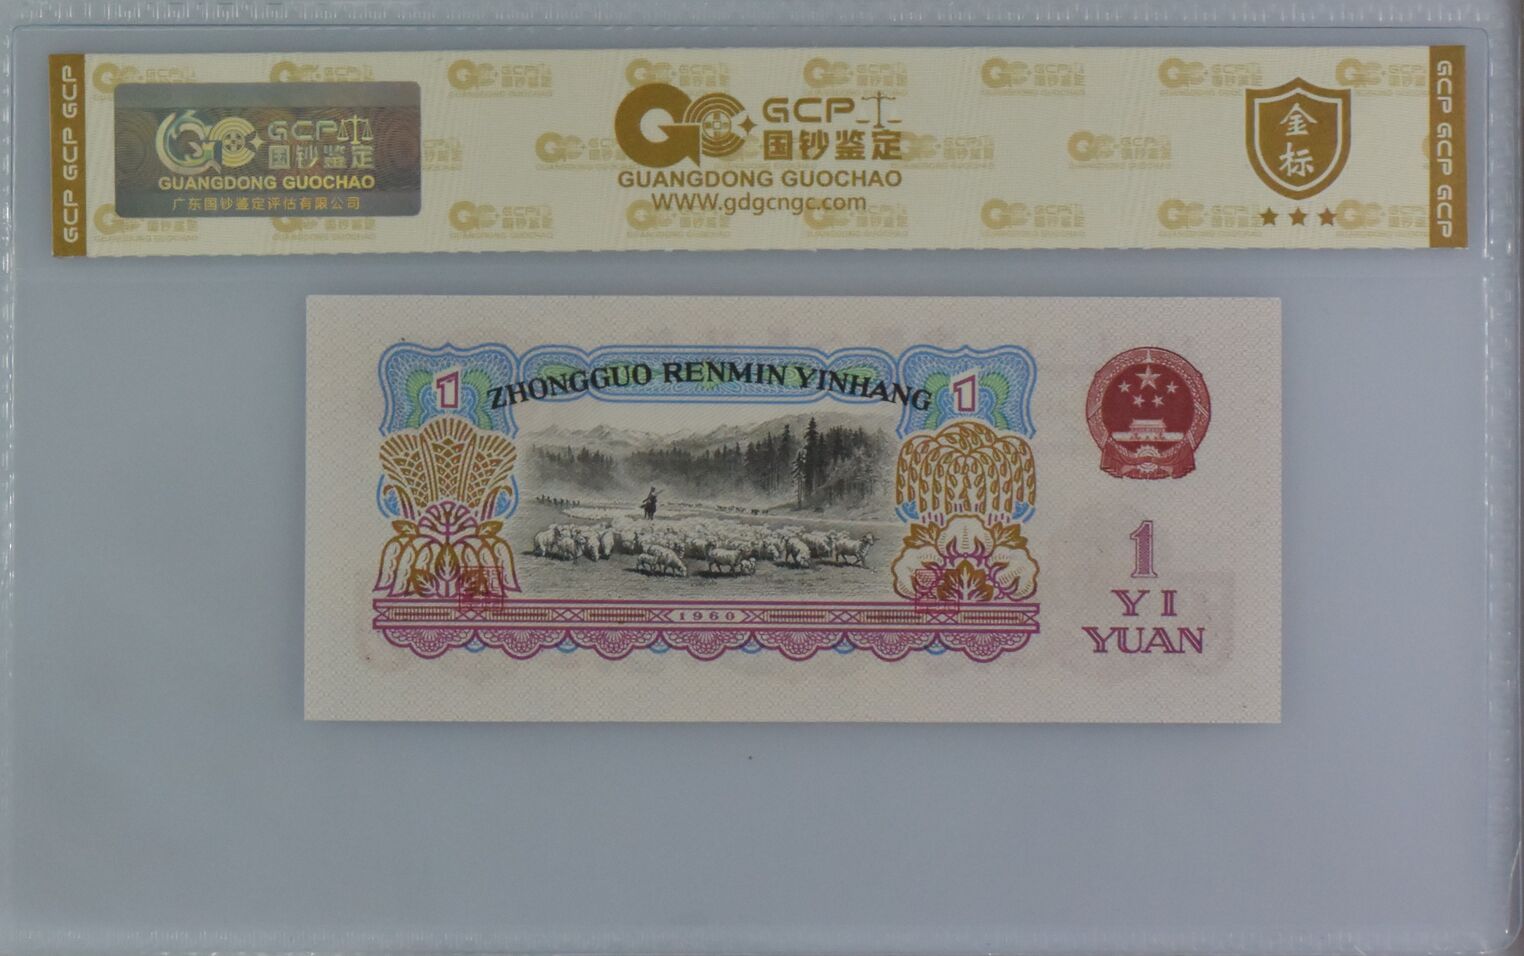 GCP GCP GCP
GCP
国钞鉴定
GUANGDONG GUOCHAO
广东国钞鉴定评估有限公司
GCP
国钞鉴定
GUANGDONG GUOCHAO
WWW.gdgcngc.com
金标
GCP GCP GCP
1
ZHONGGUO RENMIN YINHANG
1
1960
1
YI
YUAN